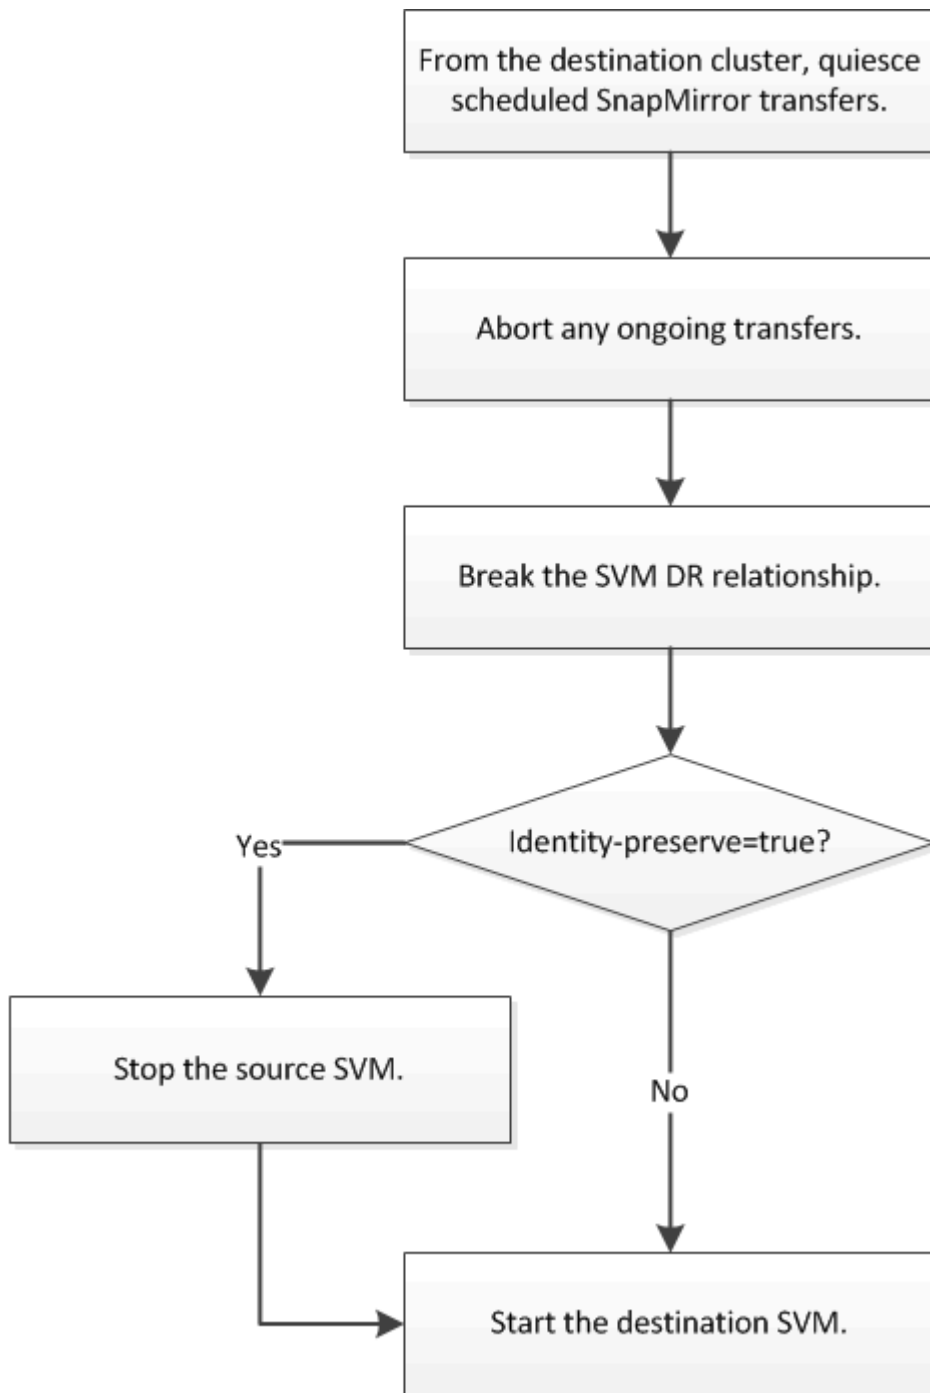 From the destination cluster, quiesce
scheduled SnapMirror transfers.
Abort any ongoing transfers.
Break the SVM DR relationship.
Identity-preserve=true?
Yes
Stop the source SVM.
No
Start the destination SVM.